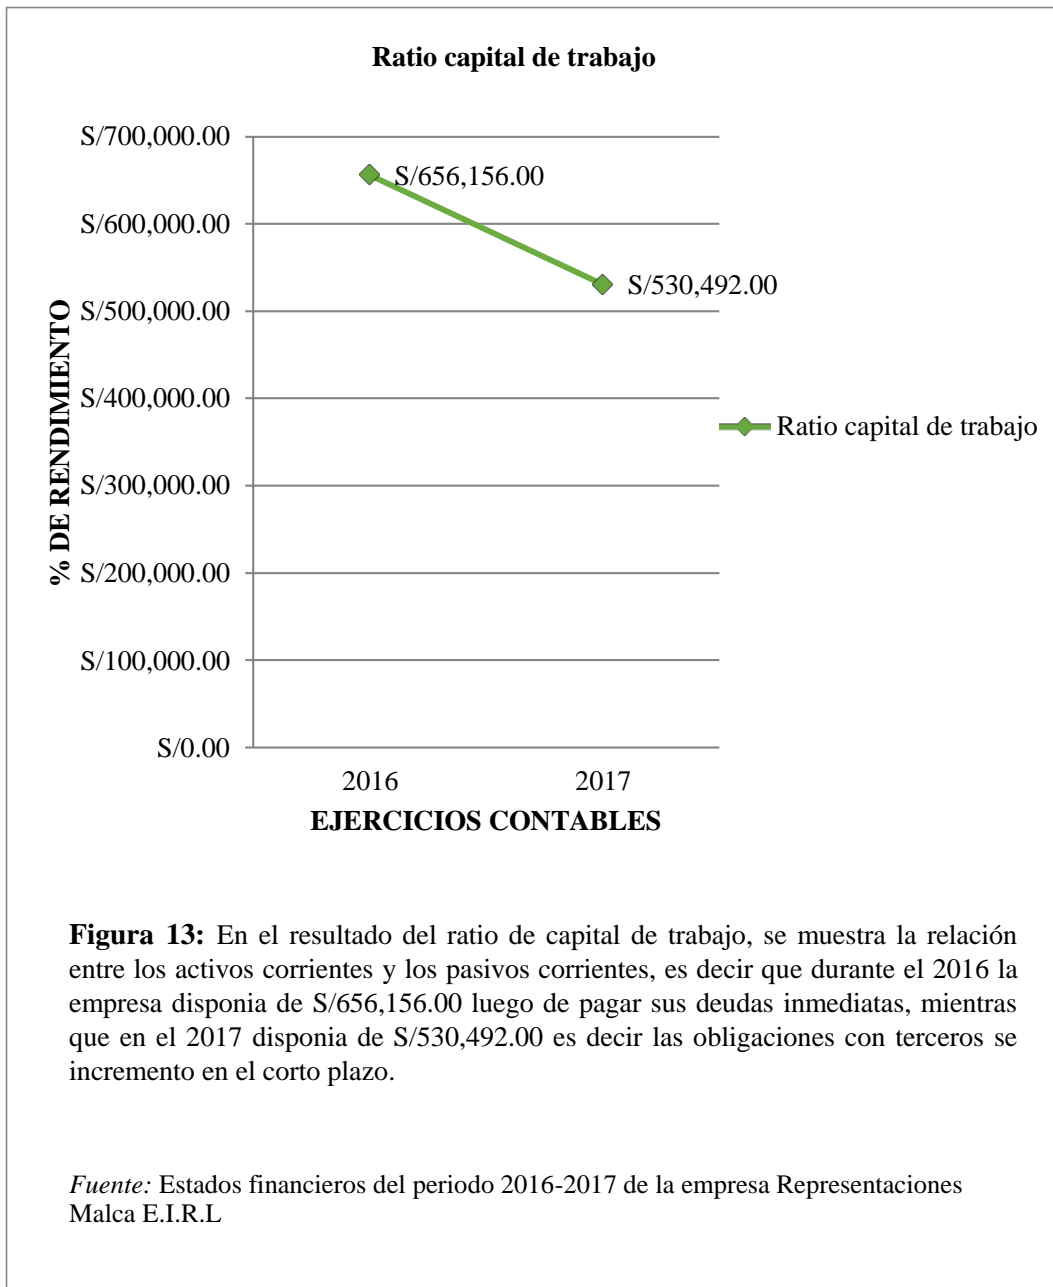 Ratio capital de trabajo
S/700,000.00
S/600,000.00
S/500,000.00
S/400,000.00
S/300,000.00
S/200,000.00
S/100,000.00
S/0.00
% DE RENDIMIENTO
S/656,156.00
S/530,492.00
Ratio capital de trabajo
2016
2017
EJERCICIOS CONTABLES
Figura 13: En el resultado del ratio de capital de trabajo, se muestra la relación
entre los activos corrientes y los pasivos corrientes, es decir que durante el 2016 la
empresa disponia de S/656,156.00 luego de pagar sus deudas inmediatas, mientras
que en el 2017 disponia de S/530,492.00 es decir las obligaciones con terceros se
incremento en el corto plazo.
Fuente: Estados financieros del periodo 2016-2017 de la empresa Representaciones
Malca E.I.R.L